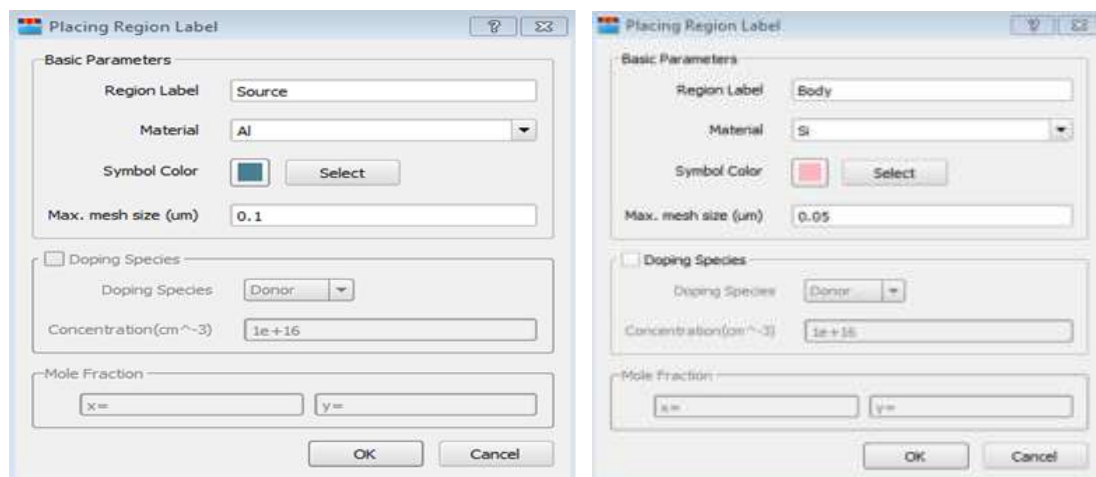 Placing Region Label
Basic Parameters
Region Label Source
Material Al
Symbol Color Select
Max. mesh size (um) 0.1
Doping Species
Doping Species Donor
Concentration(cm^-3) 1e+16
Mole Fraction
x= y=
OK Cancel
Placing Region Label
Basic Parameters
Region Label Body
Material Si
Symbol Color Select
Max. mesh size (um) 0.05
Doping Species
Doping Species Donor
Concentration(cm^-3) 1e+16
Mole Fraction
x= y=
OK Cancel